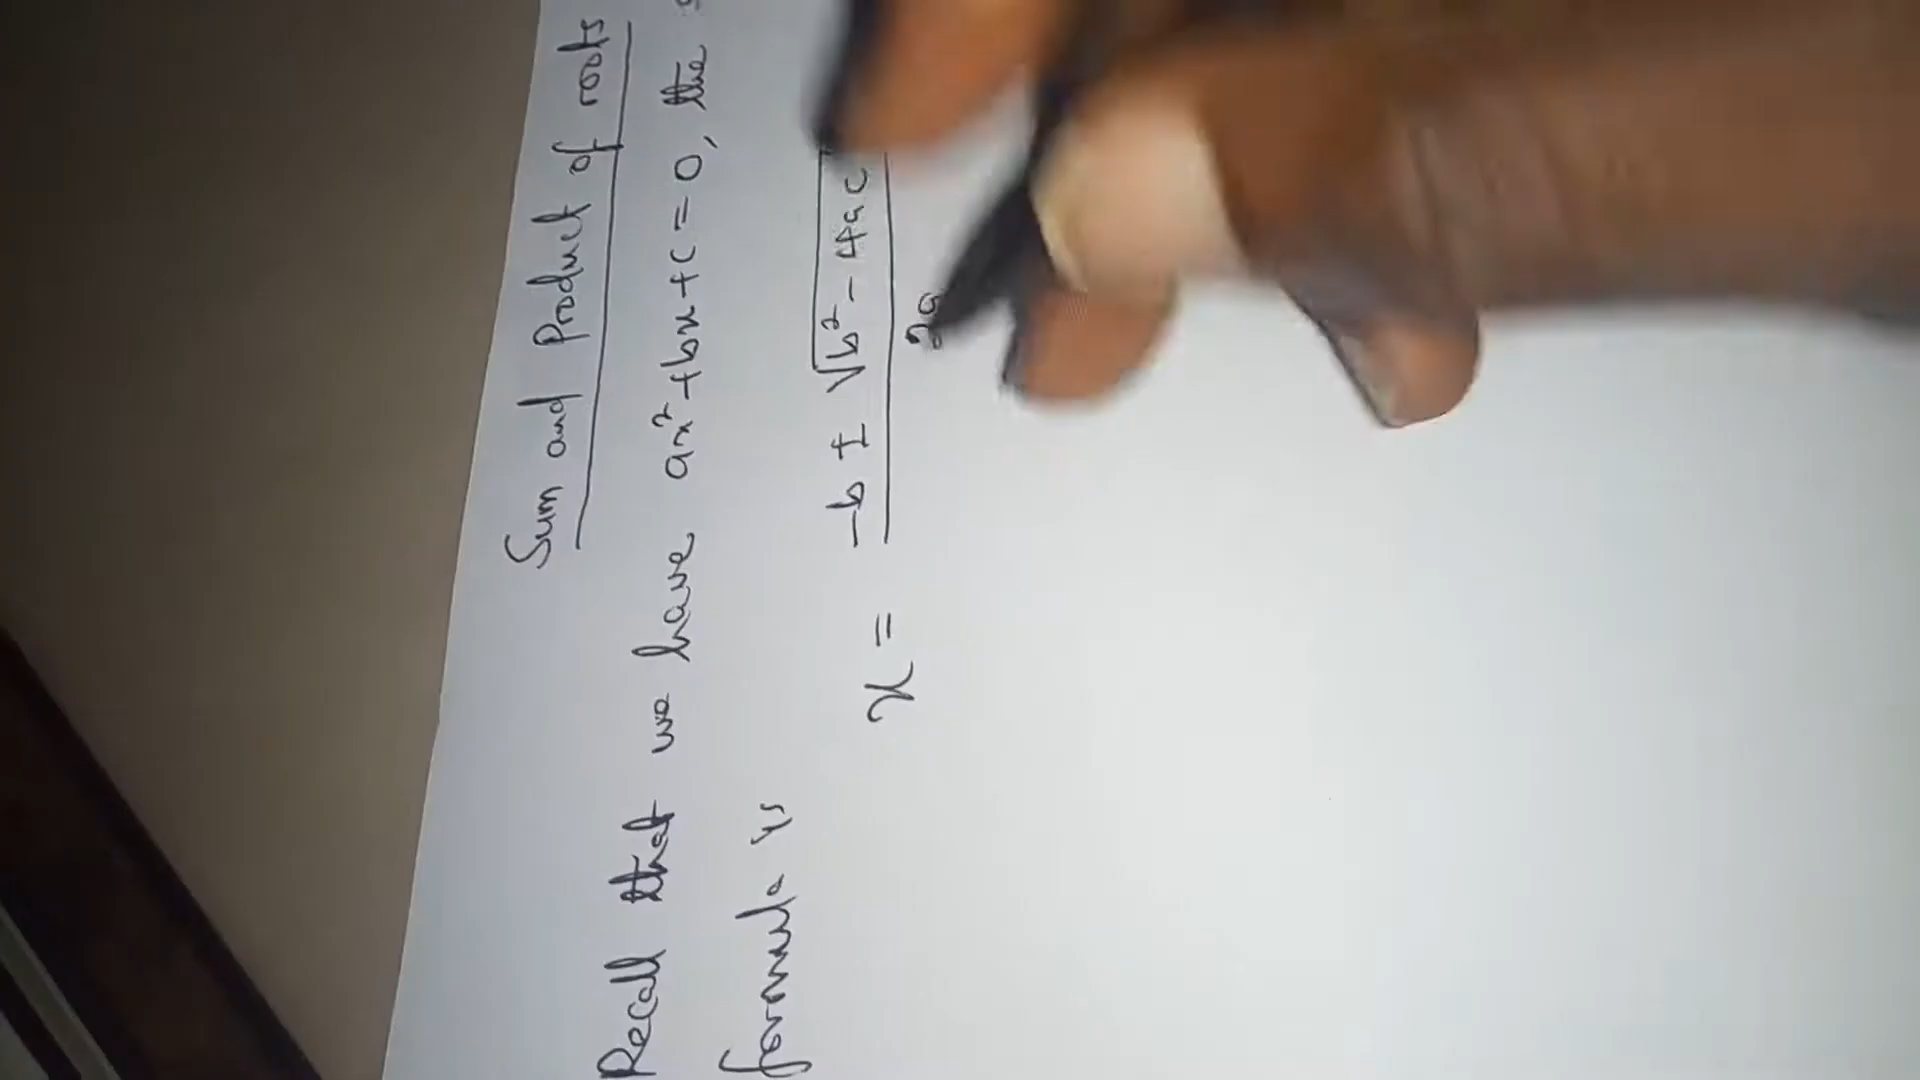 Sum and Product of roots
Recall that we have ax²+bx+c=0, the
formula is
x = -b ± √b²-4ac
2a